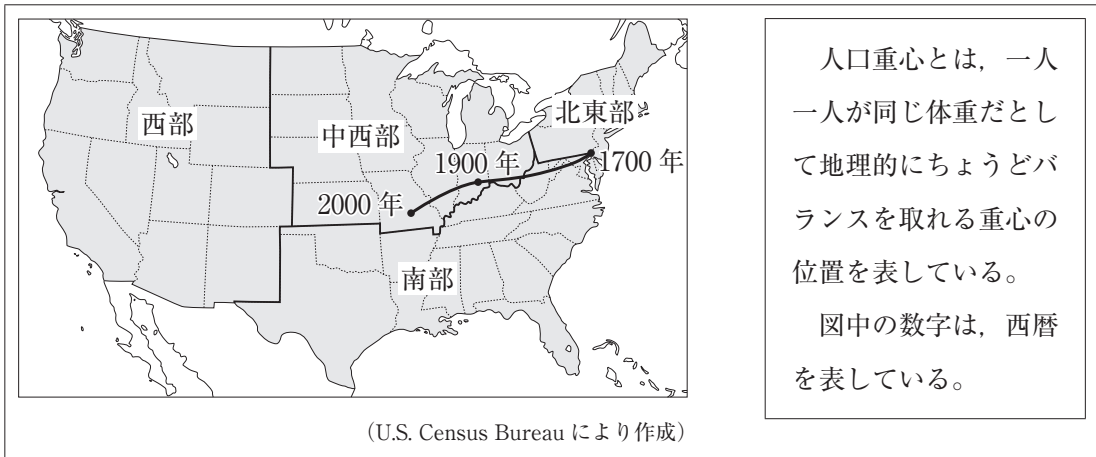 西部
中西部
北東部
1900 年
1700 年
2000 年
南部
(U.S. Census Bureau により作成)
　人口重心とは，一人
一人が同じ体重だとし
て地理的にちょうどバ
ランスを取れる重心の
位置を表している。
　図中の数字は，西暦
を表している。